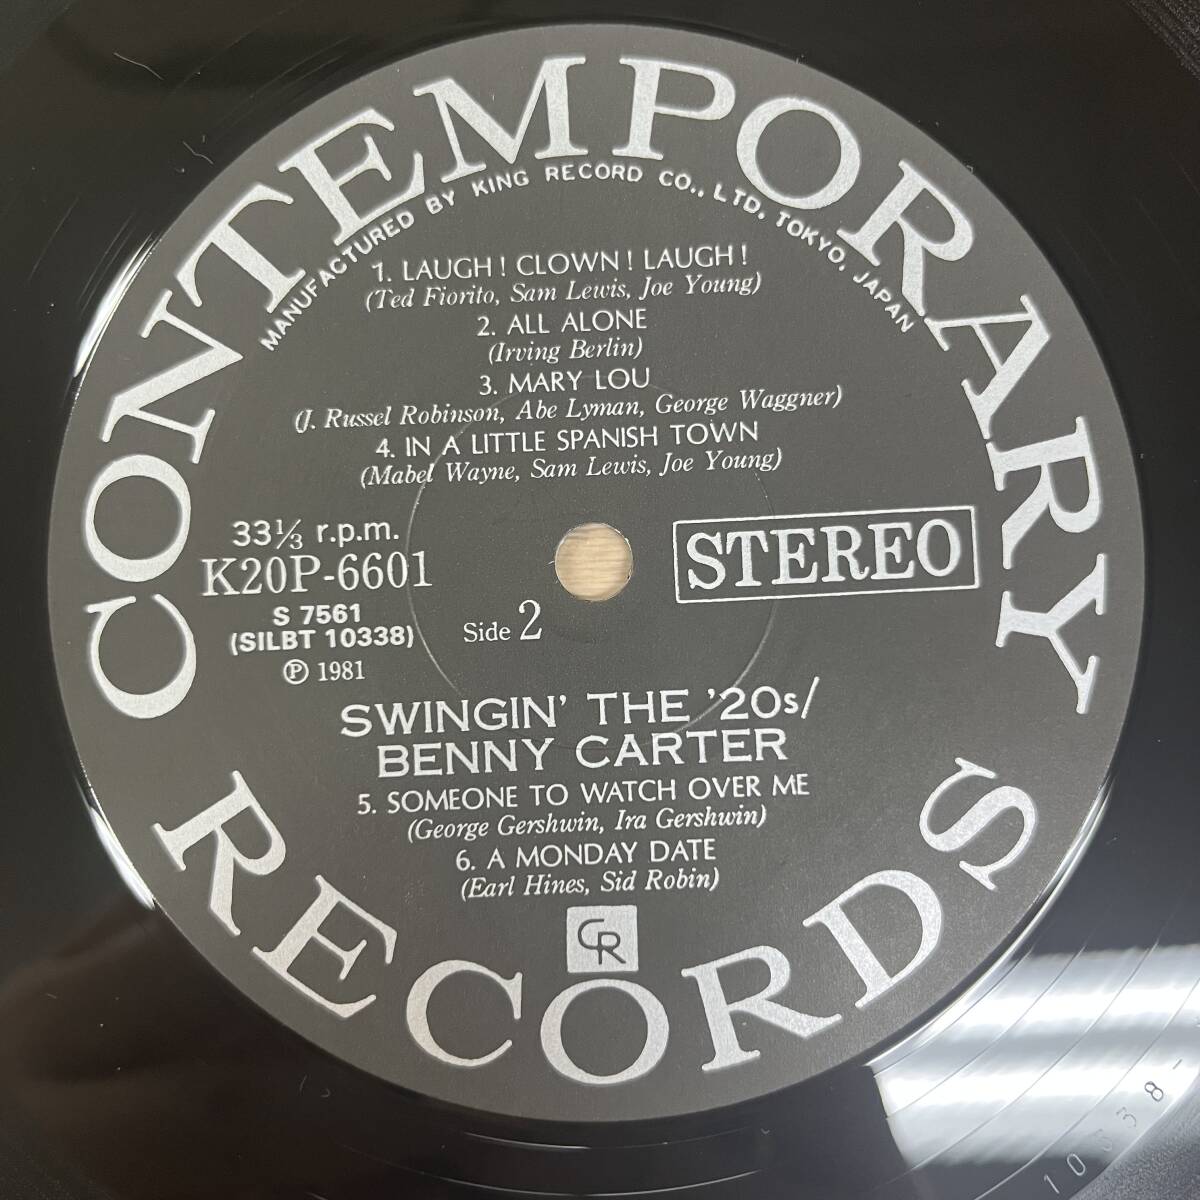 CONTEMPORARY
MANUFACTURED BY KING RECORD CO., LTD. TOKYO, JAPAN
1. LAUGH! CLOWN! LAUGH!
(Ted Fiorito, Sam Lewis, Joe Young)
2. ALL ALONE
(Irving Berlin)
3. MARY LOU
(J. Russel Robinson, Abe Lyman, George Waggner)
4. IN A LITTLE SPANISH TOWN
(Mabel Wayne, Sam Lewis, Joe Young)
33⅓ r.p.m.
K20P-6601
S 7561
(SILBT 10338)
℗ 1981
Side 2
STEREO
SWINGIN' THE '20s/
BENNY CARTER
5. SOMEONE TO WATCH OVER ME
(George Gershwin, Ira Gershwin)
6. A MONDAY DATE
(Earl Hines, Sid Robin)
CR
RECORDS
10338-